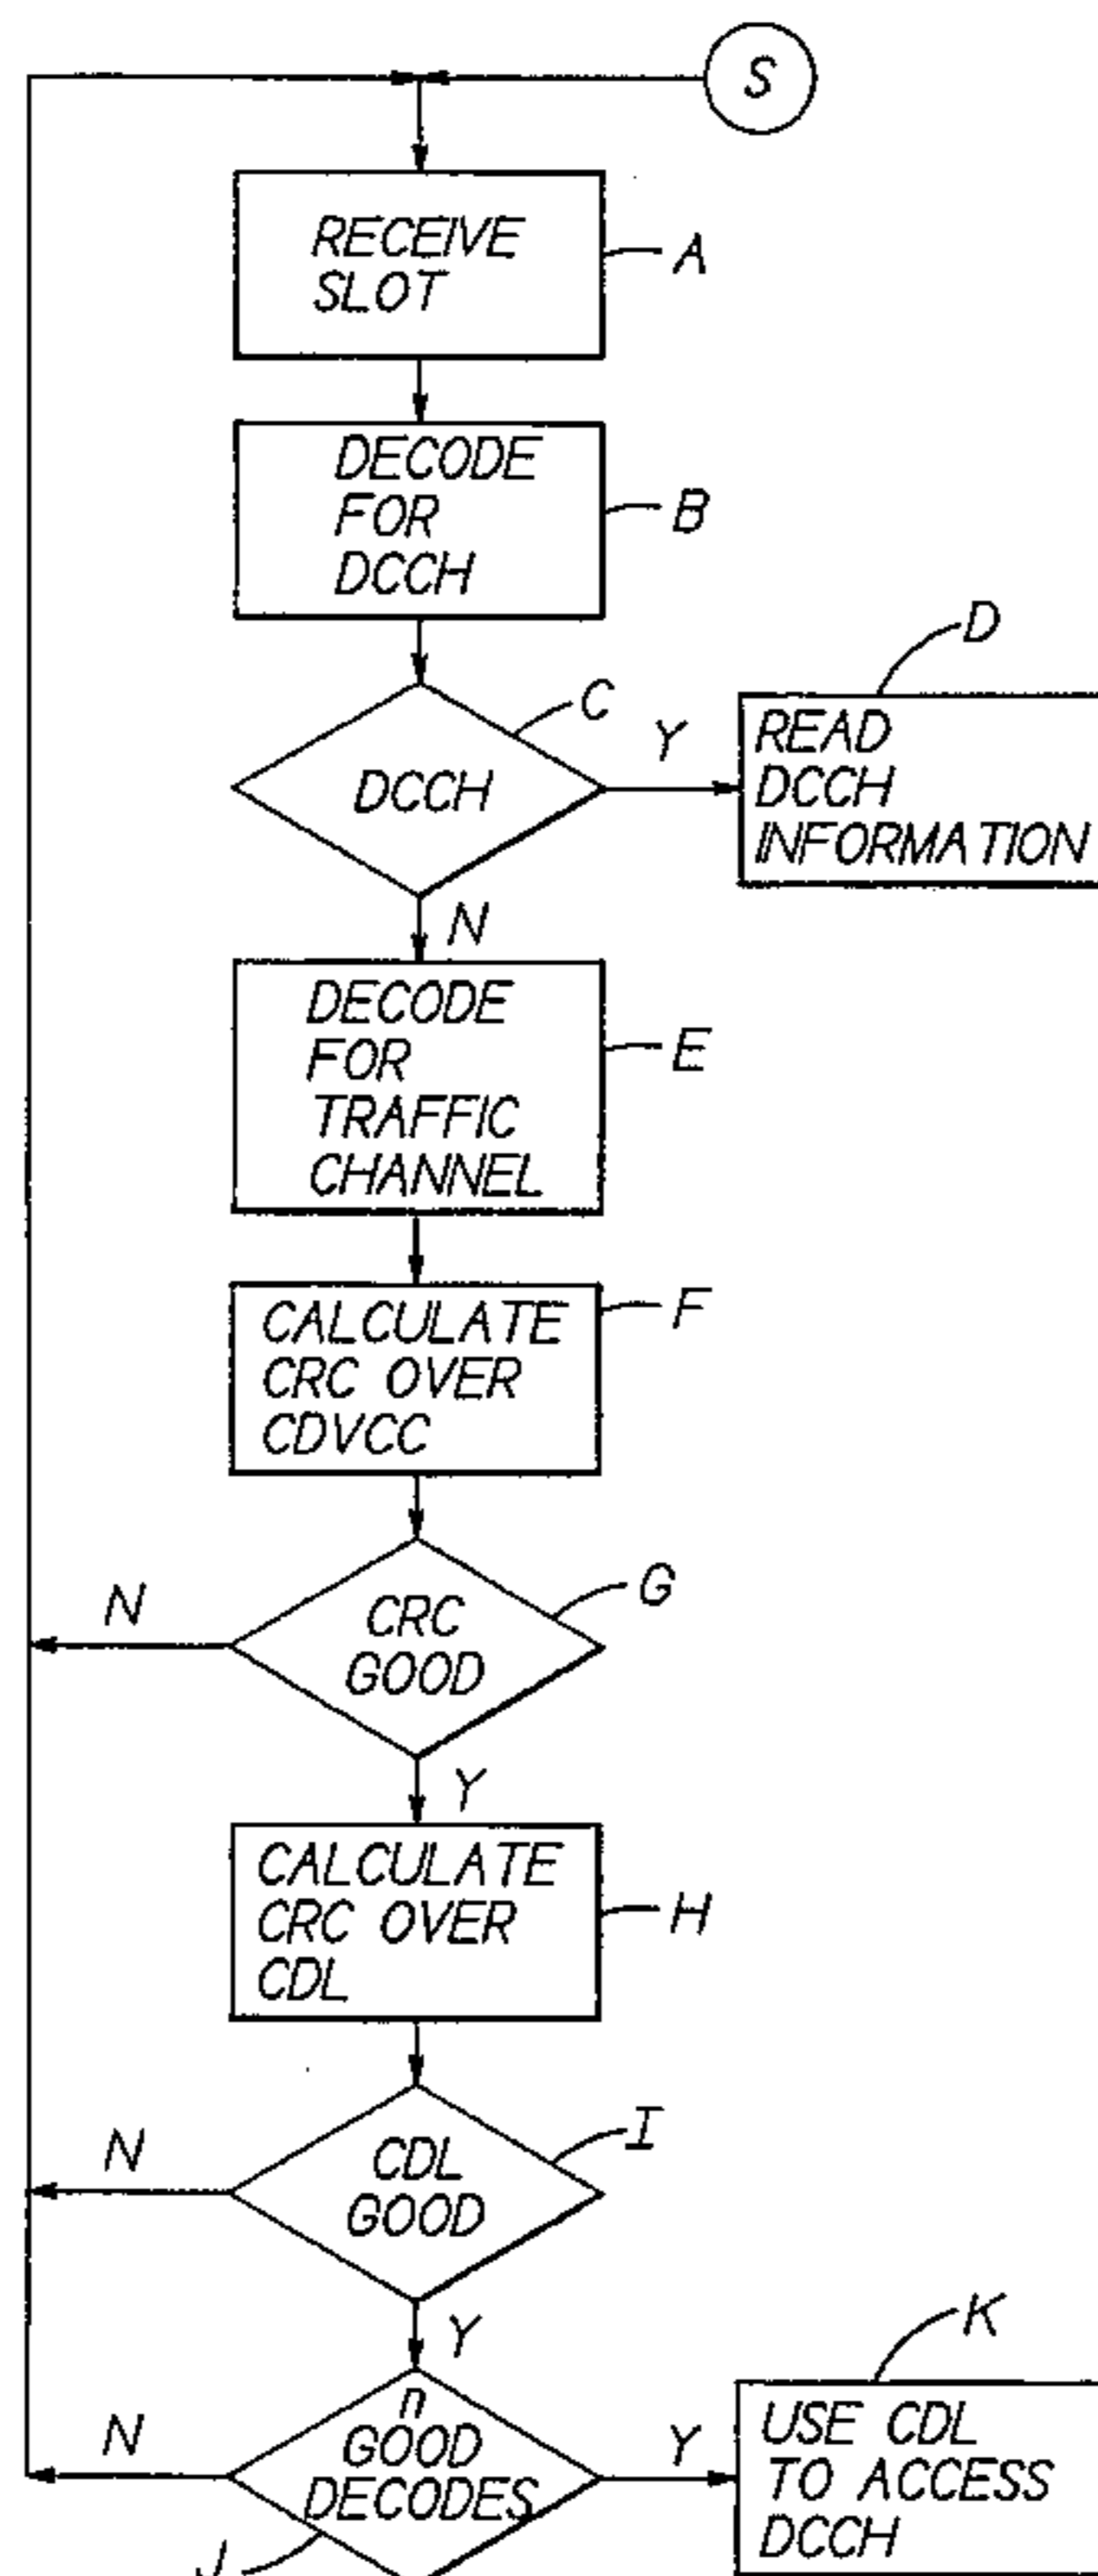 S
RECEIVE
SLOT
A
DECODE
FOR
DCCH
B
C
DCCH
Y
D
READ
DCCH
INFORMATION
N
DECODE
FOR
TRAFFIC
CHANNEL
E
CALCULATE
CRC OVER
CDVCC
F
CRC
GOOD
G
N
Y
CALCULATE
CRC OVER
CDL
H
CDL
GOOD
I
N
Y
n
GOOD
DECODES
N
Y
J
K
USE CDL
TO ACCESS
DCCH